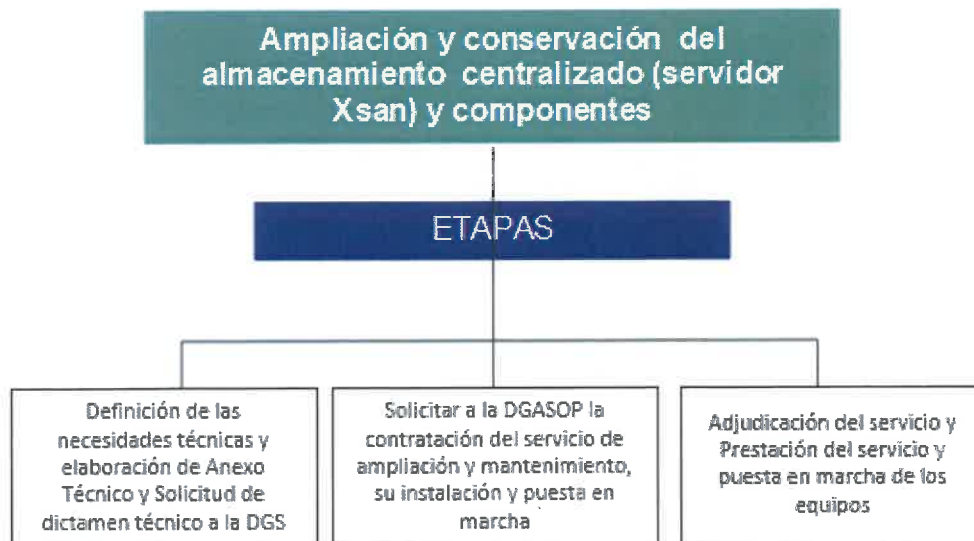 Ampliación y conservación del
almacenamiento centralizado (servidor
Xsan) y componentes
ETAPAS
Definición de las
necesidades técnicas y
elaboración de Anexo
Técnico y Solicitud de
dictamen técnico a la DGS
Solicitar a la DGASOP la
contratación del servicio de
ampliación y mantenimiento,
su instalación y puesta en
marcha
Adjudicación del servicio y
Prestación del servicio y
puesta en marcha de los
equipos